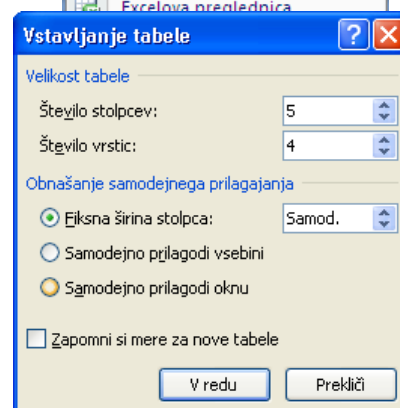 Excelova preglednica
Vstavljanje tabele
Velikost tabele
Število stolpcev: 5
Število vrstic: 4
Obnašanje samodejnega prilagajanja
Fiksna širina stolpca: Samod.
Samodejno prilagodi vsebini
Samodejno prilagodi oknu
Zapomni si mere za nove tabele
V redu Prekliči